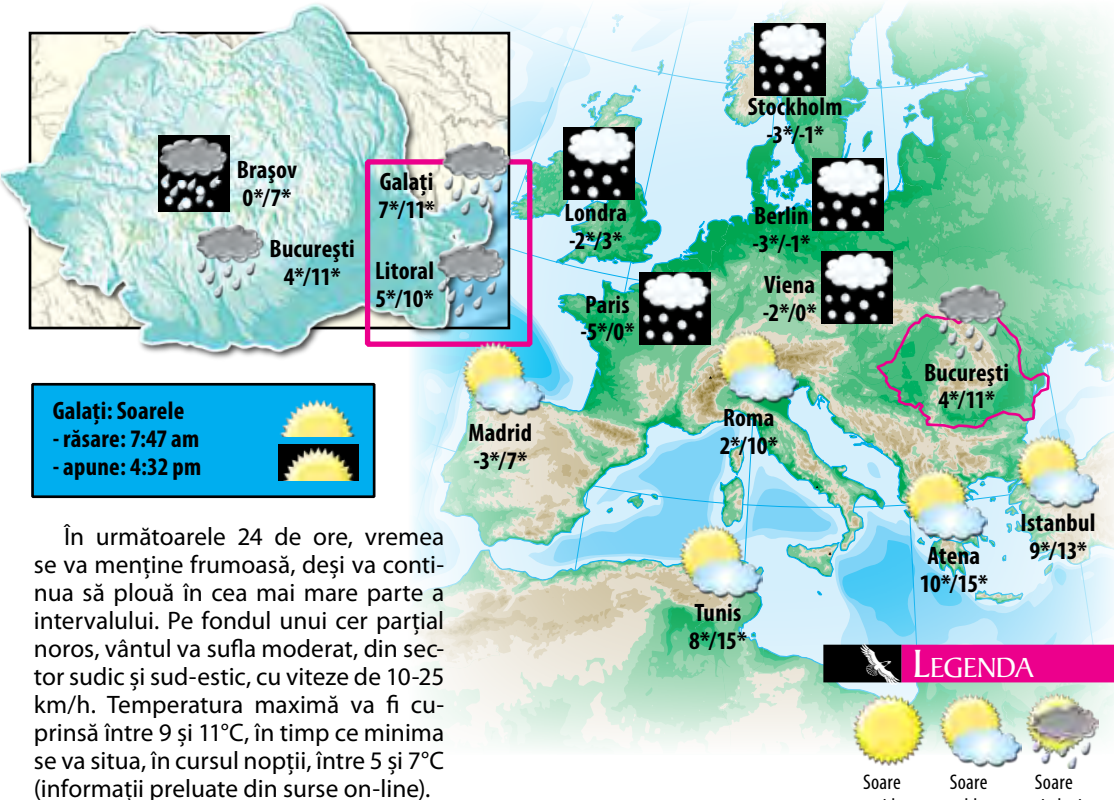 Braşov
0*/7*
Bucureşti
4*/11*
Galați
7*/11*
Litoral
5*/10*
Stockholm
-3*/-1*
Londra
-2*/3*
Berlin
-3*/-1*
Viena
-2*/0*
Paris
-5*/0*
Bucureşti
4*/11*
Madrid
-3*/7*
Roma
2*/10*
Istanbul
9*/13*
Atena
10*/15*
Tunis
8*/15*
Galați: Soarele
- răsare: 7:47 am
- apune: 4:32 pm
În următoarele 24 de ore, vremea
se va menține frumoasă, deși va conti-
nua să plouă în cea mai mare parte a
intervalului. Pe fondul unui cer parțial
noros, vântul va sufla moderat, din sec-
tor sudic și sud-estic, cu viteze de 10-25
km/h. Temperatura maximă va fi cu-
prinsă între 9 și 11°C, în timp ce minima
se va situa, în cursul nopții, între 5 și 7°C
(informații preluate din surse on-line).
LEGENDA
Soare
Soare
Soare